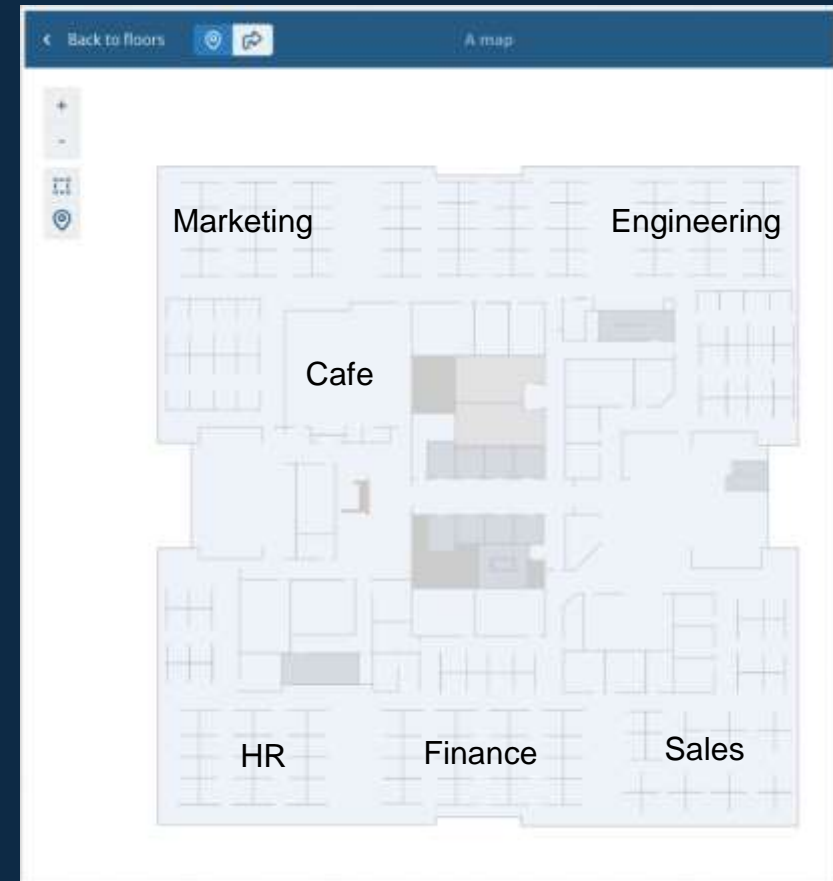 Back to floors
A map
+
-
Marketing
Engineering
Cafe
HR
Finance
Sales